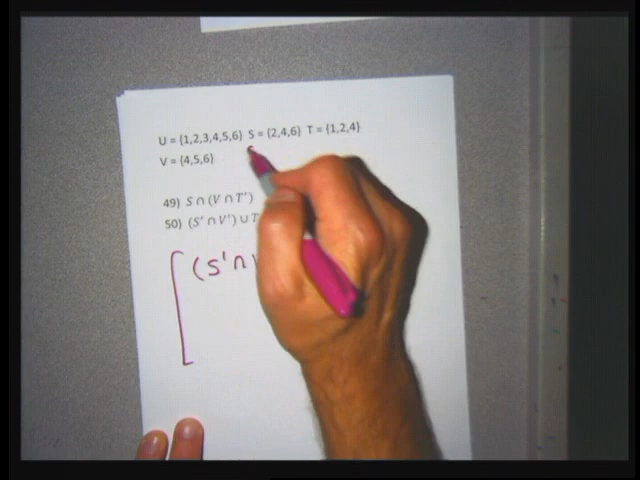 U = {1,2,3,4,5,6} S = {2,4,6} T = {1,2,4}
V = {4,5,6}
49) S ∩ (V ∩ T′)
50) (S′ ∩ V′) ∪ T
(S′ ∩